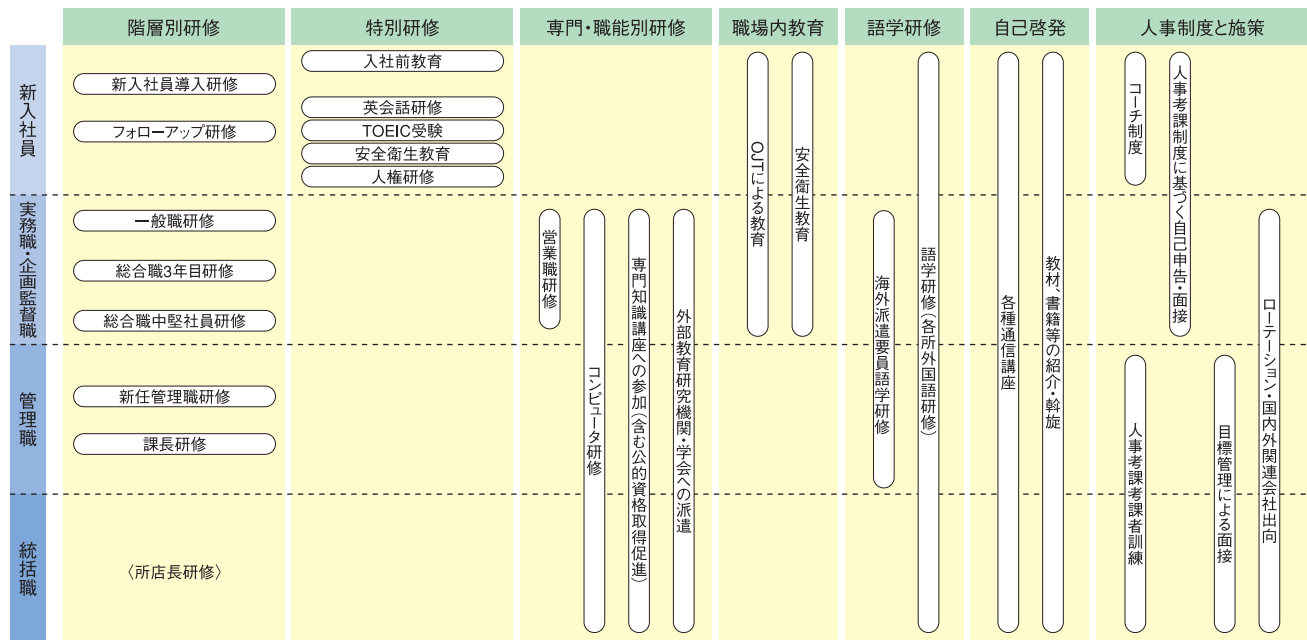 階層別研修
特別研修
専門・職能別研修
職場内教育
語学研修
自己啓発
人事制度と施策
新入社員
新入社員導入研修
フォローアップ研修
入社前教育
英会話研修
TOEIC受験
安全衛生教育
人権研修
OJTによる教育
安全衛生教育
語学研修(各所外国語研修)
各種通信講座
教材、書籍等の紹介・斡旋
コーチ制度
人事考課制度に基づく自己申告・面接
実務職・企画監督職
一般職研修
総合職3年目研修
総合職中堅社員研修
営業職研修
コンピュータ研修
専門知識講座への参加(含む公的資格取得促進)
外部教育研究機関・学会への派遣
海外派遣要員語学研修
ローテーション・国内外関連会社出向
管理職
新任管理職研修
課長研修
人事考課考課者訓練
目標管理による面接
統括職
〈所店長研修〉